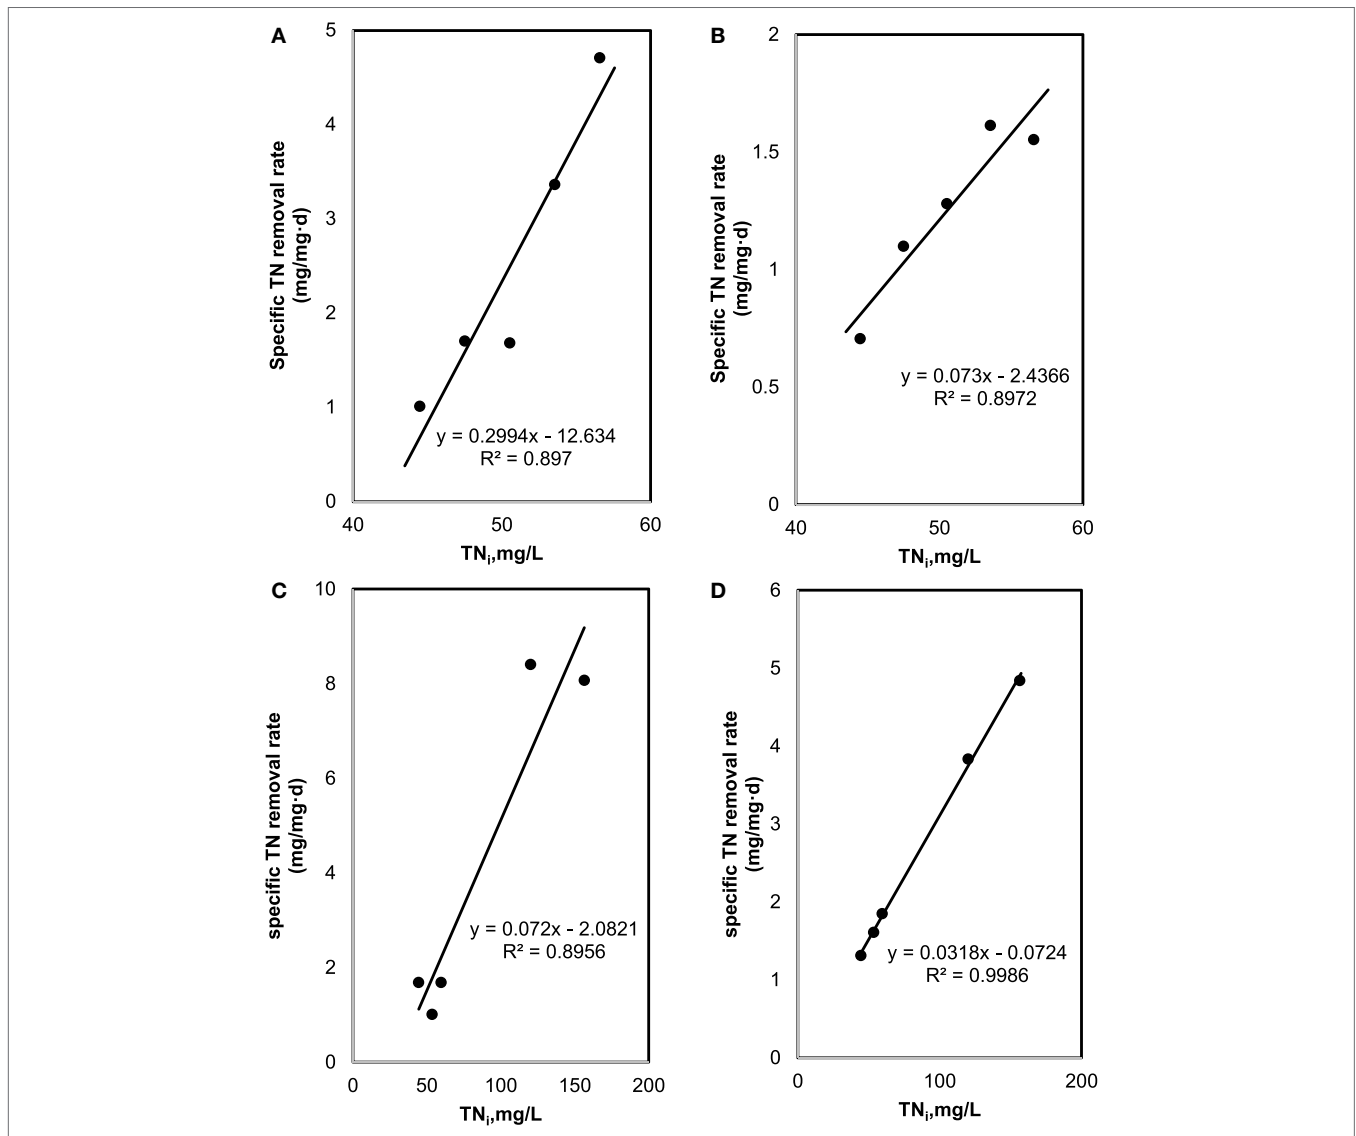 A
5
4
3
2
1
0
Specific TN removal rate
(mg/mg·d)
y = 0.2994x - 12.634
R² = 0.897
40
50
60
TNi,mg/L
B
2
1.5
1
0.5
0
Specific TN removal rate
(mg/mg·d)
y = 0.073x - 2.4366
R² = 0.8972
40
50
60
TNi,mg/L
C
10
8
6
4
2
0
specific TN removal rate
(mg/mg·d)
y = 0.072x - 2.0821
R² = 0.8956
0
50
100
150
200
TNi,mg/L
D
6
5
4
3
2
1
0
specific TN removal rate
(mg/mg·d)
y = 0.0318x - 0.0724
R² = 0.9986
0
100
200
TNi,mg/L